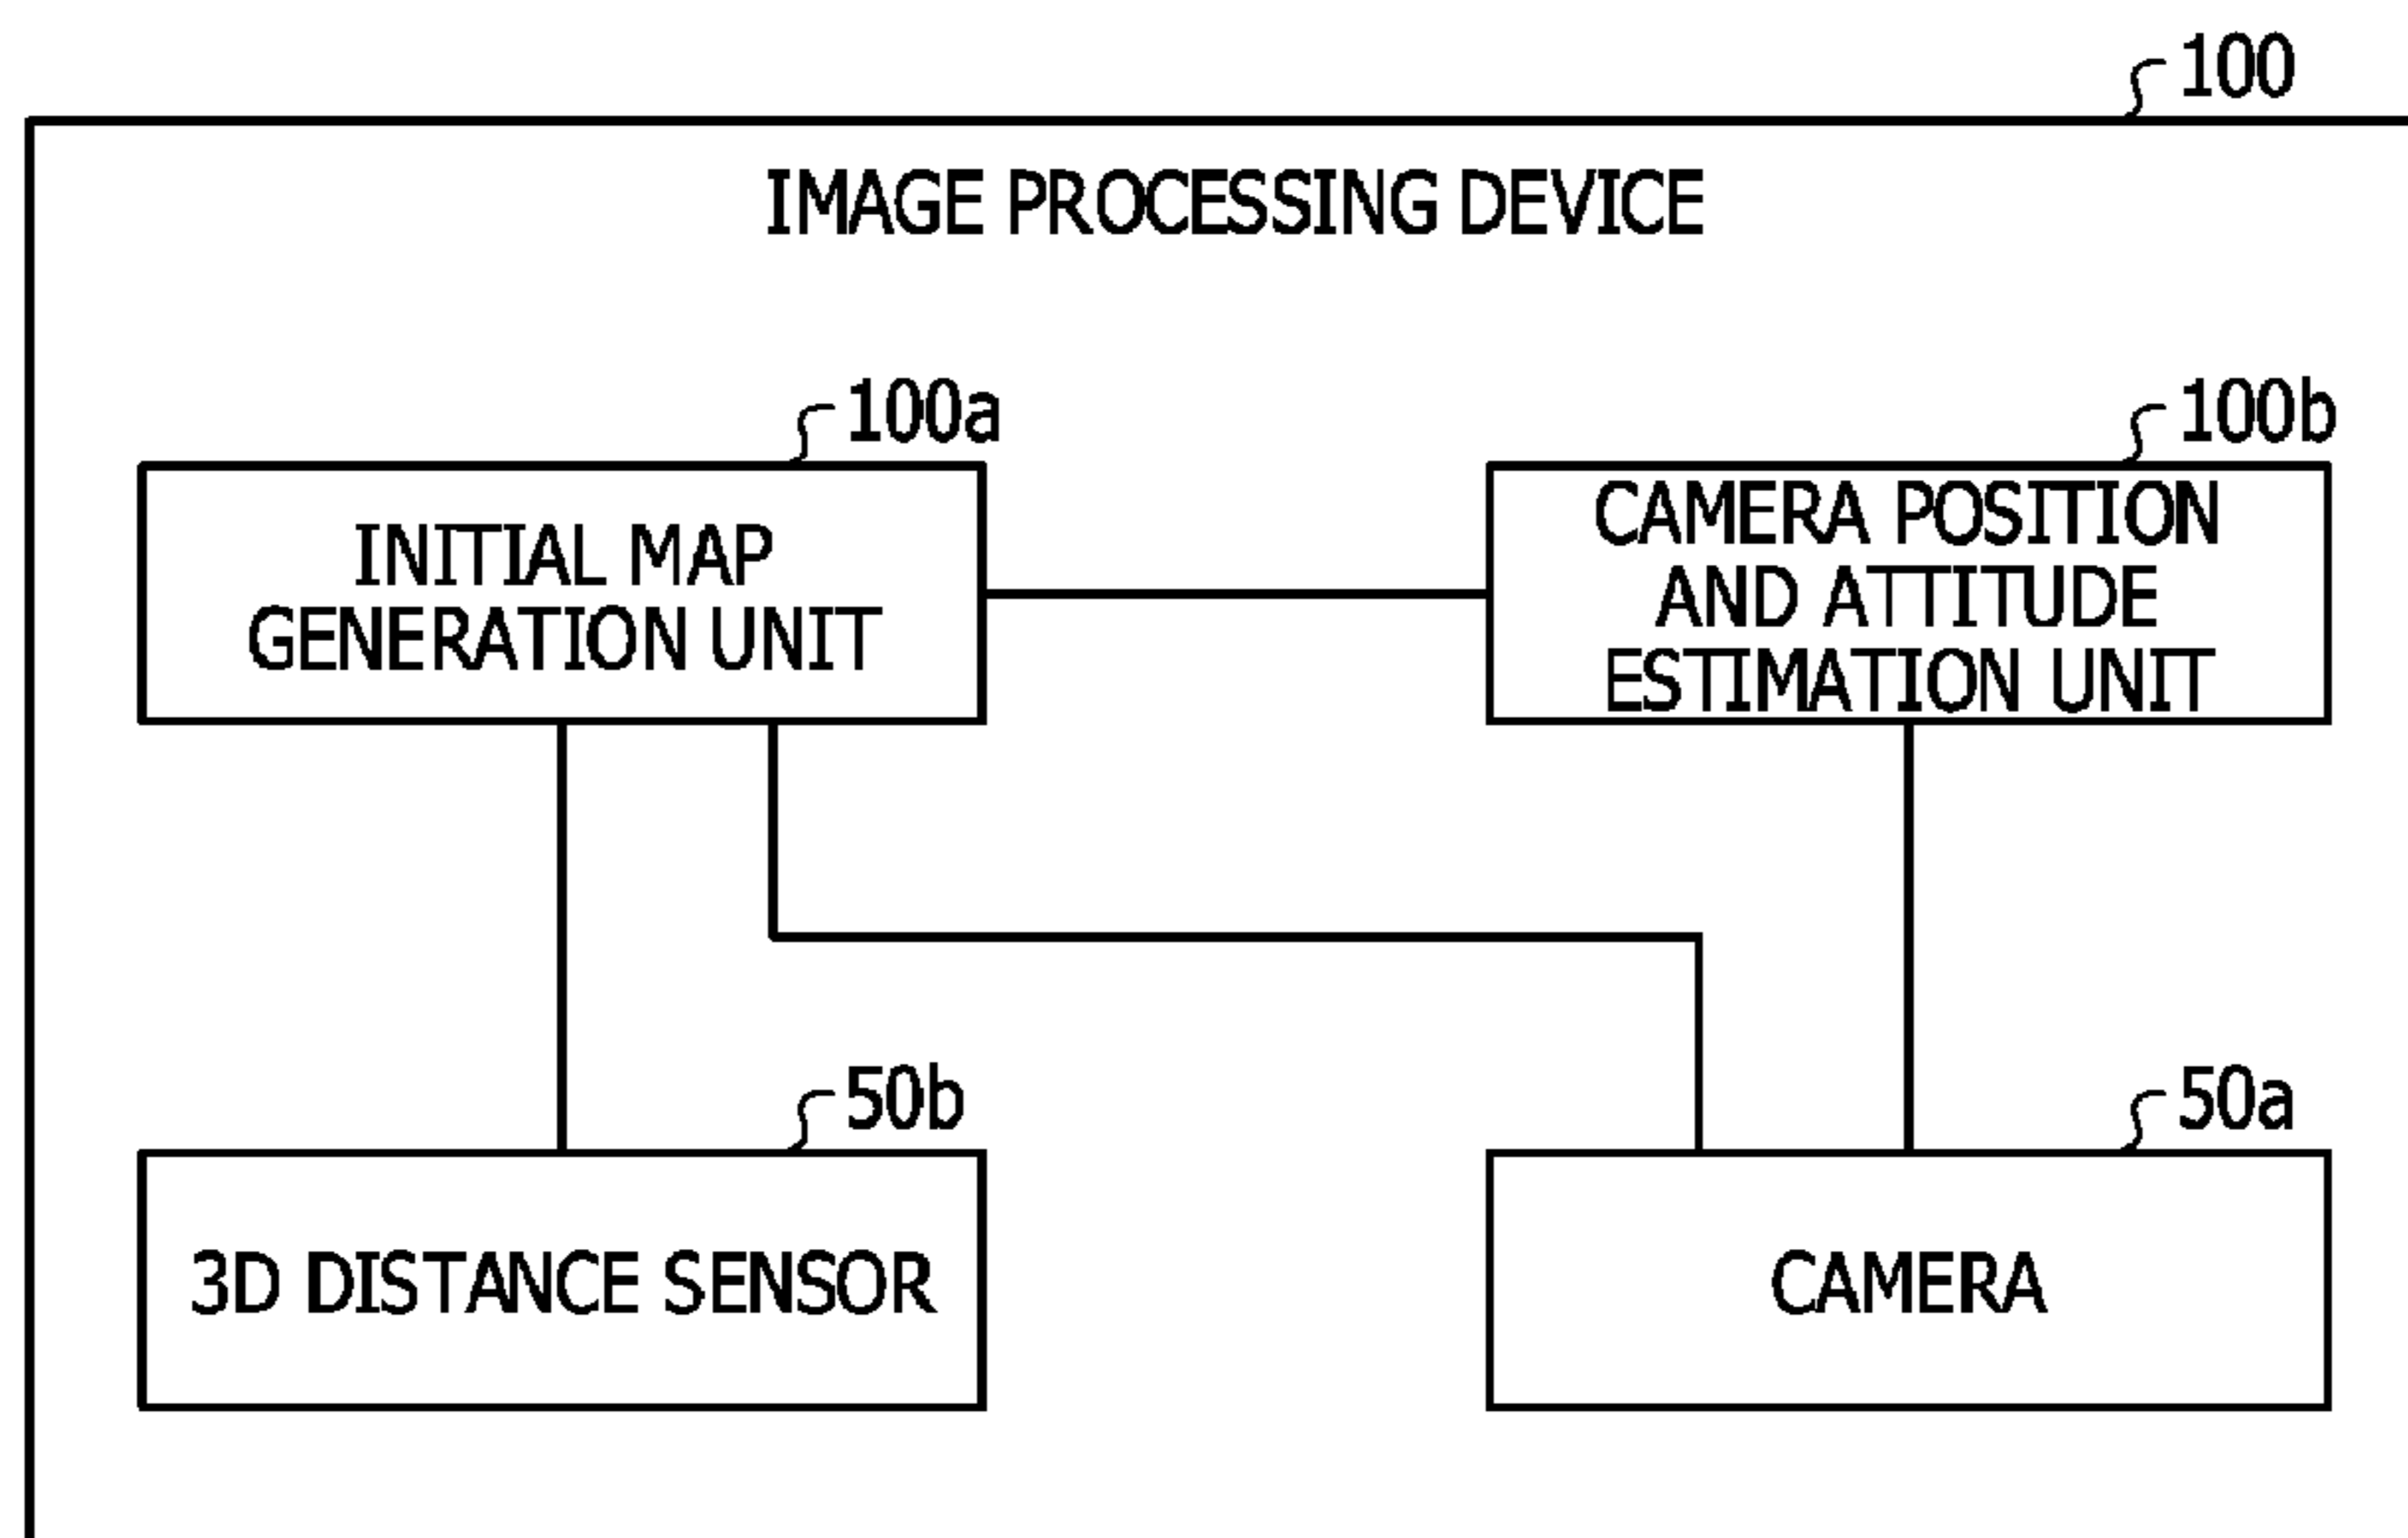 100
IMAGE PROCESSING DEVICE
100a
100b
INITIAL MAP
GENERATION UNIT
CAMERA POSITION
AND ATTITUDE
ESTIMATION UNIT
50b
50a
3D DISTANCE SENSOR
CAMERA